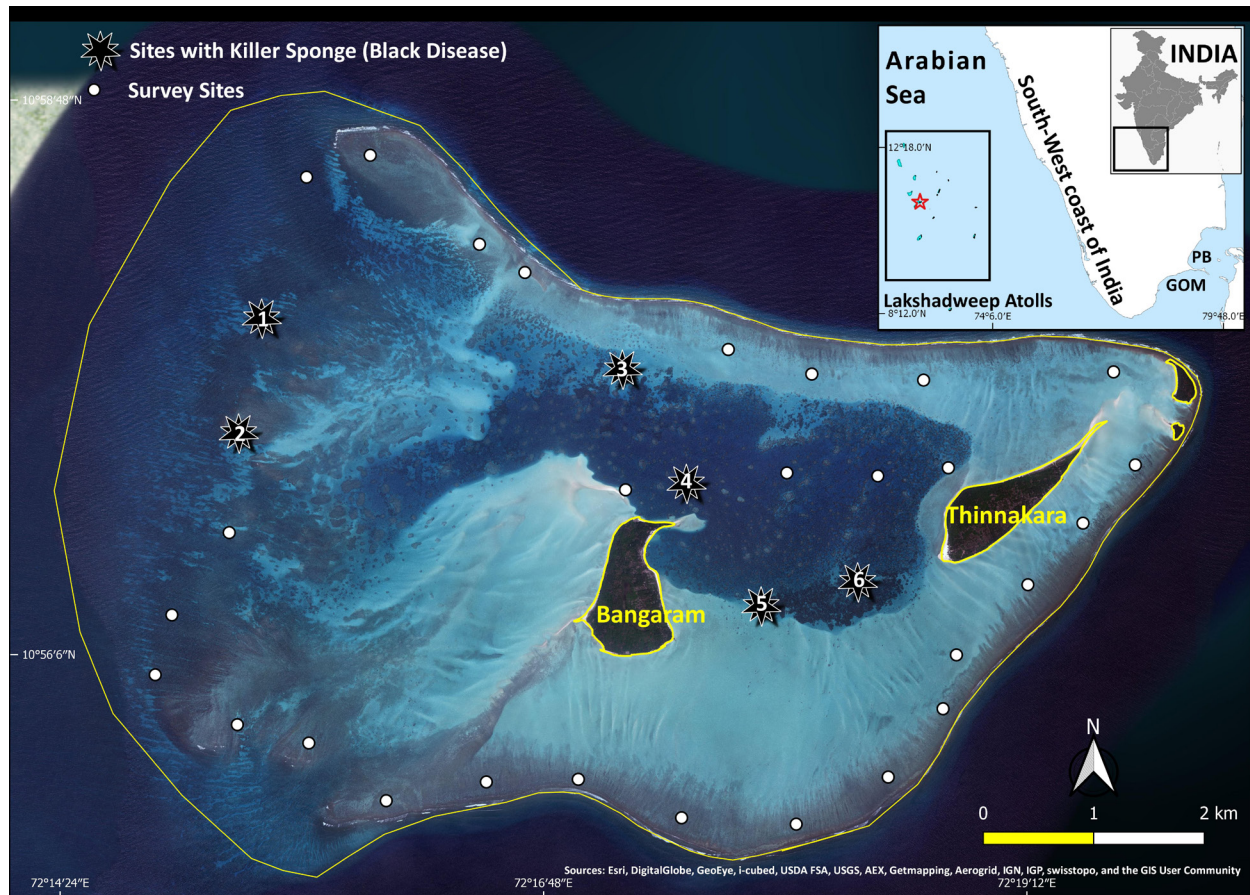 Sites with Killer Sponge (Black Disease)
Survey Sites
10°58'48"N
10°56'6"N
72°14'24"E
72°16'48"E
72°19'12"E
1
2
3
4
5
6
Bangaram
Thinnakara
Arabian
Sea
12°18.0'N
8°12.0'N
Lakshadweep Atolls
74°6.0'E
79°48.0'E
South-West coast of India
PB
GOM
INDIA
N
0 1 2 km
Sources: Esri, DigitalGlobe, GeoEye, i-cubed, USDA FSA, USGS, AEX, Getmapping, Aerogrid, IGN, IGP, swisstopo, and the GIS User Community